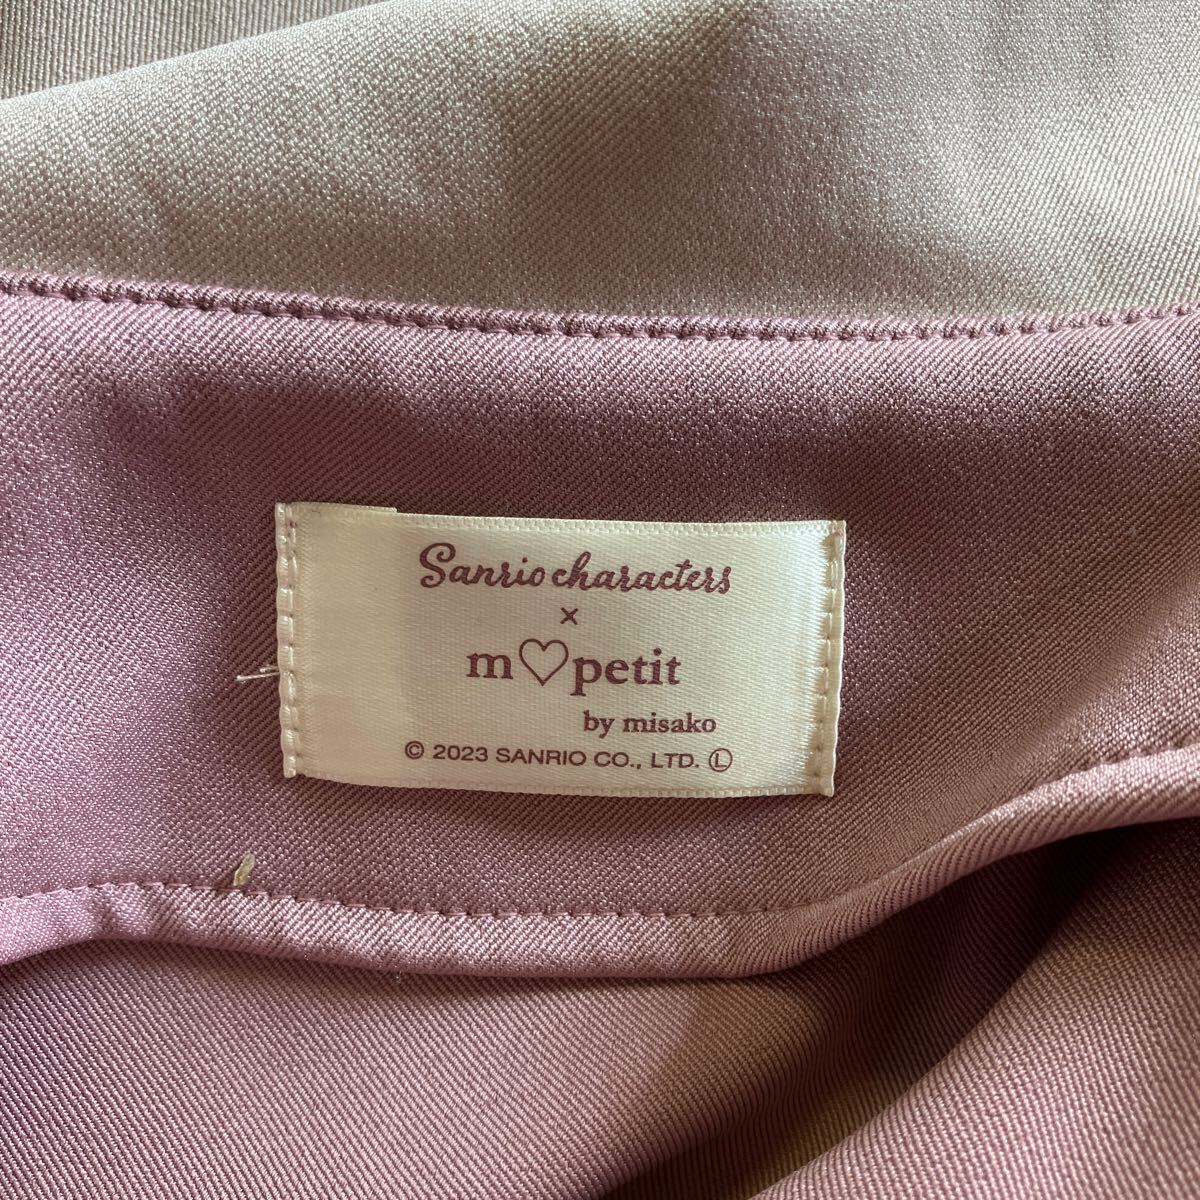 Sanrio characters
×
m♡petit
by misako
© 2023 SANRIO CO., LTD. Ⓛ